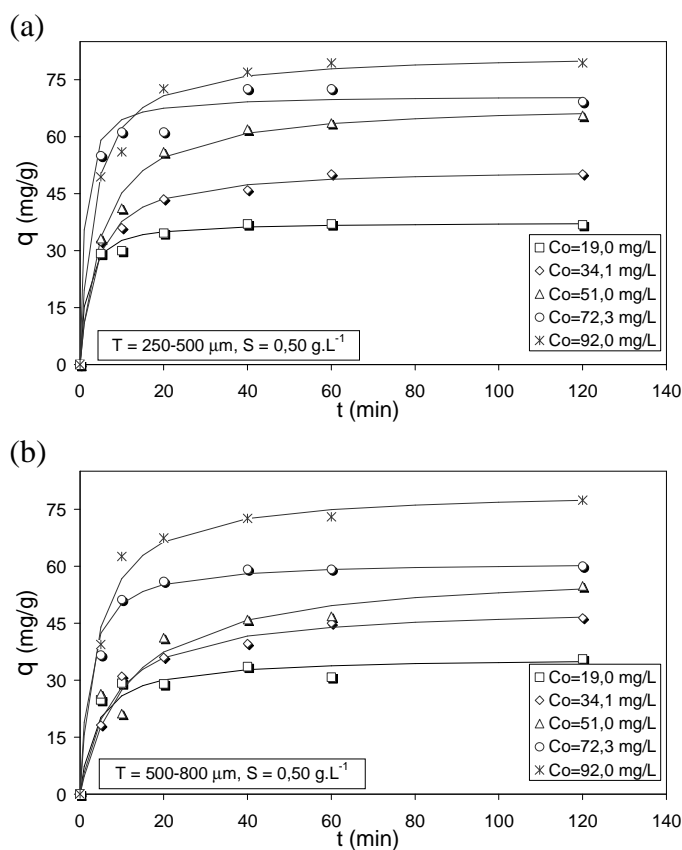 (a)
75
60
45
30
15
0
q (mg/g)
Co=19,0 mg/L
Co=34,1 mg/L
Co=51,0 mg/L
Co=72,3 mg/L
Co=92,0 mg/L
T = 250-500 µm, S = 0,50 g.L⁻¹
0 20 40 60 80 100 120 140
t (min)
(b)
75
60
45
30
15
0
q (mg/g)
Co=19,0 mg/L
Co=34,1 mg/L
Co=51,0 mg/L
Co=72,3 mg/L
Co=92,0 mg/L
T = 500-800 µm, S = 0,50 g.L⁻¹
0 20 40 60 80 100 120 140
t (min)